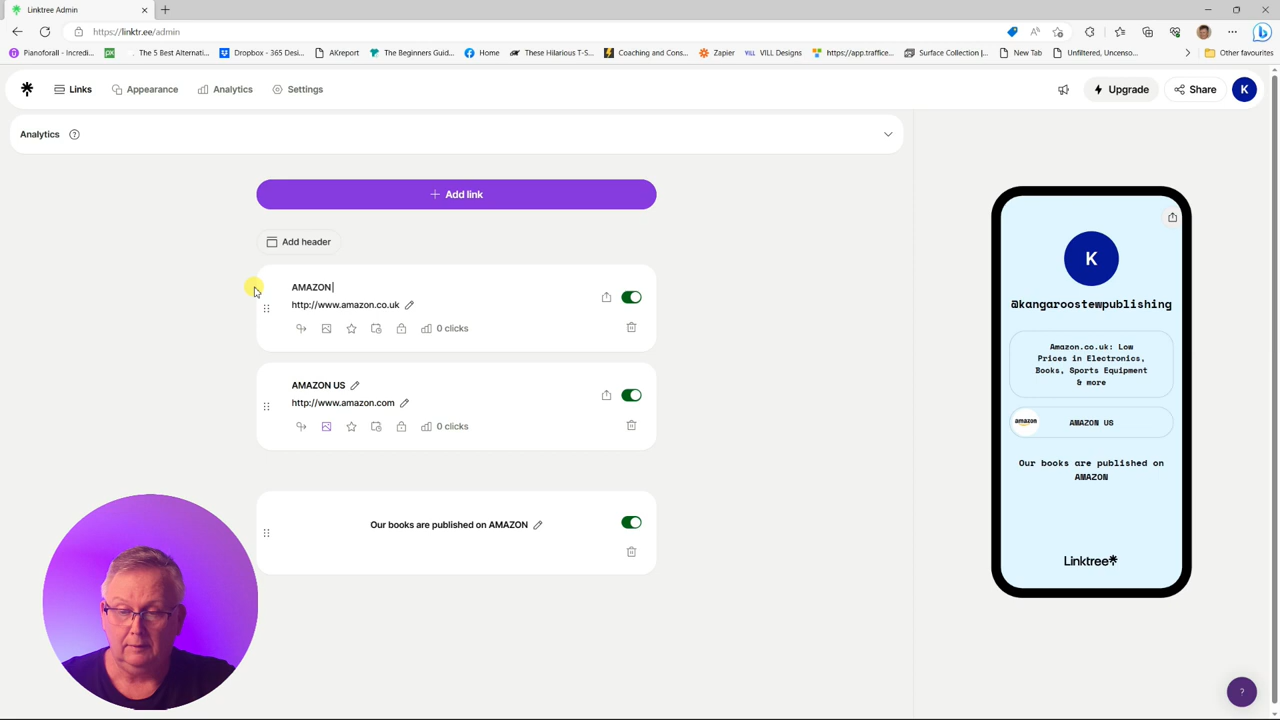 Linktree Admin
https://linktr.ee/admin
Pianoforall - Incredi...
px
The 5 Best Alternati...
Dropbox - 365 Desi...
AKreport
The Beginners Guide...
Home
These Hilarious T-S...
Coaching and Cons...
Zapier
VILL VILL Designs
https://app.traffice...
Surface Collection |...
New Tab
Unfiltered, Uncenso...
Other favourites
Links
Appearance
Analytics
Settings
Upgrade
Share
K
Analytics ?
+ Add link
Add header
AMAZON
http://www.amazon.co.uk
0 clicks
AMAZON US
http://www.amazon.com
0 clicks
Our books are published on AMAZON
K
@kangaroostewpublishing
Amazon.co.uk: Low
Prices in Electronics,
Books, Sports Equipment
& more
amazon
AMAZON US
Our books are published on
AMAZON
Linktree
?